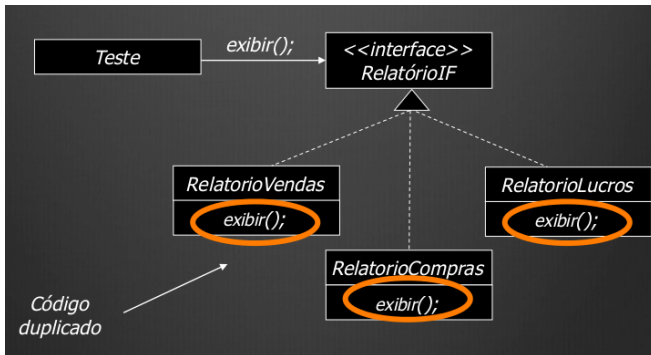 Teste
exibir();
<<interface>>
RelatórioIF
RelatorioVendas
exibir();
RelatorioLucros
exibir();
RelatorioCompras
exibir();
Código
duplicado